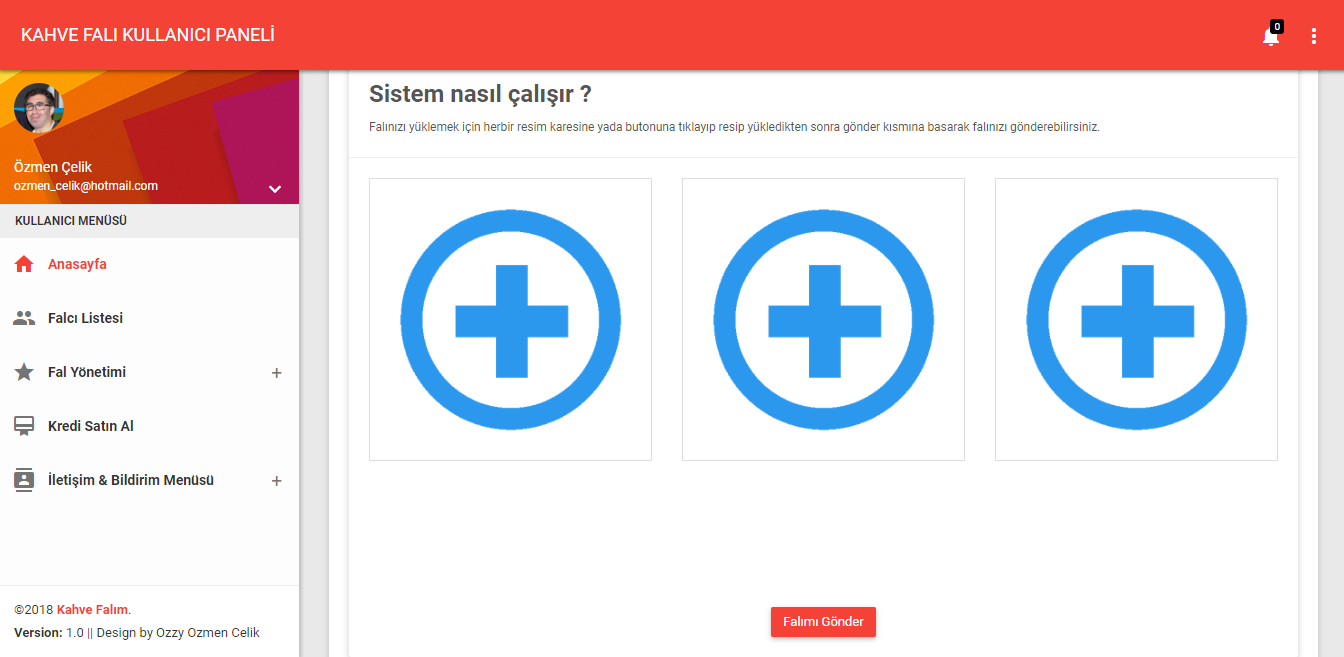 KAHVE FALI KULLANICI PANELİ
0
Özmen Çelik
ozmen_celik@hotmail.com
KULLANICI MENÜSÜ
Anasayfa
Falcı Listesi
Fal Yönetimi +
Kredi Satın Al
İletişim & Bildirim Menüsü +
©2018 Kahve Falım.
Version: 1.0 || Design by Ozzy Ozmen Celik
Sistem nasıl çalışır ?
Falınızı yüklemek için herbir resim karesine yada butonuna tıklayıp resip yükledikten sonra gönder kısmına basarak falınızı gönderebilirsiniz.
Falımı Gönder